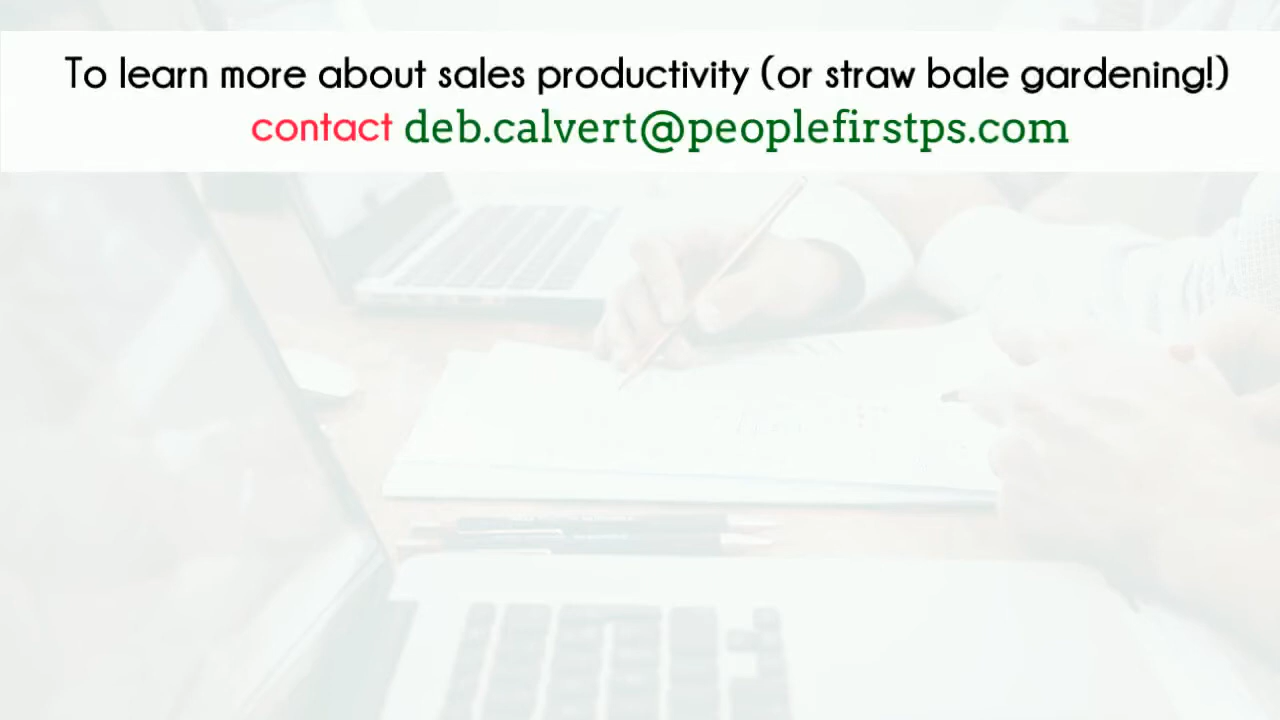 To learn more about sales productivity (or straw bale gardening!)
contact deb.calvert@peoplefirstps.com